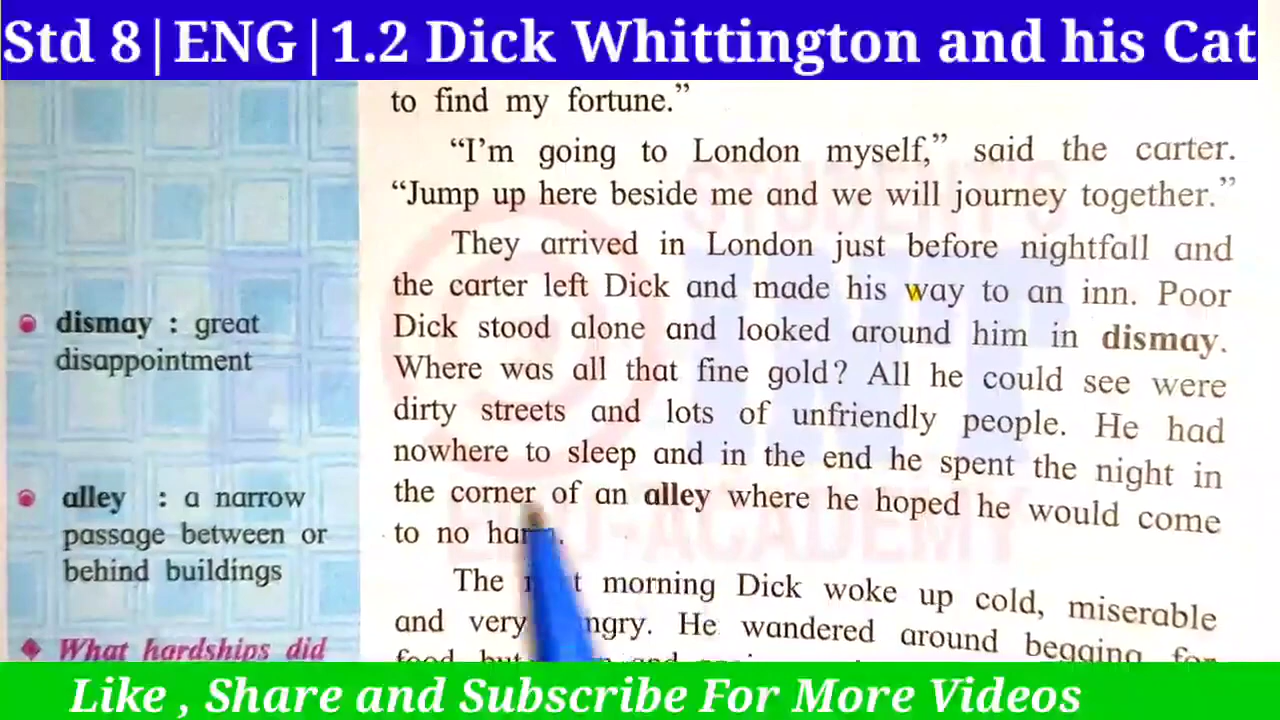 Std 8|ENG|1.2 Dick Whittington and his Cat
to find my fortune.”
“I’m going to London myself,” said the carter.
“Jump up here beside me and we will journey together.”
They arrived in London just before nightfall and
the carter left Dick and made his way to an inn. Poor
Dick stood alone and looked around him in dismay.
Where was all that fine gold? All he could see were
dirty streets and lots of unfriendly people. He had
nowhere to sleep and in the end he spent the night in
the corner of an alley where he hoped he would come
to no
The morning Dick woke up cold, miserable
and very He wandered around begging for
food
dismay : great
disappointment
alley : a narrow
passage between or
behind buildings
What hardships did
STUDENT'S
EDU-ACADEMY
Like , Share and Subscribe For More Videos